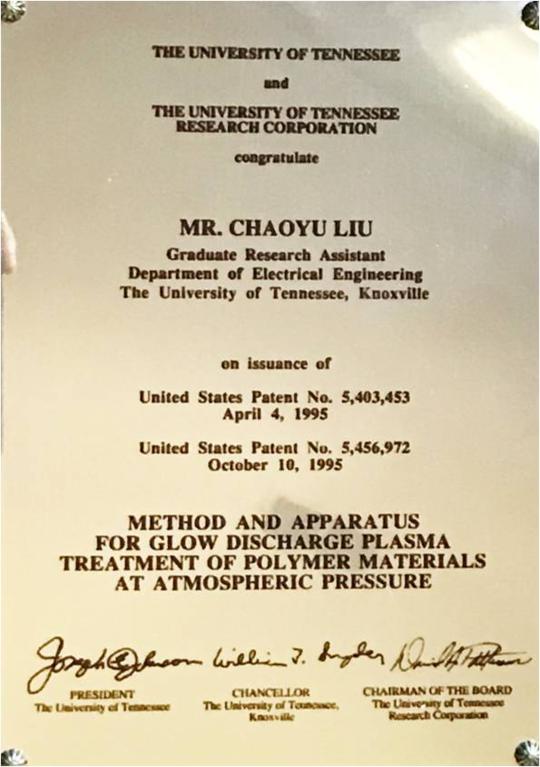 THE UNIVERSITY OF TENNESSEE
and
THE UNIVERSITY OF TENNESSEE
RESEARCH CORPORATION
congratulate
MR. CHAOYU LIU
Graduate Research Assistant
Department of Electrical Engineering
The University of Tennessee, Knoxville
on issuance of
United States Patent No. 5,403,453
April 4, 1995
United States Patent No. 5,456,972
October 10, 1995
METHOD AND APPARATUS
FOR GLOW DISCHARGE PLASMA
TREATMENT OF POLYMER MATERIALS
AT ATMOSPHERIC PRESSURE
Joseph E. Johnson William T. Snyder
PRESIDENT
The University of Tennessee
CHANCELLOR
The University of Tennessee,
Knoxville
CHAIRMAN OF THE BOARD
The University of Tennessee
Research Corporation